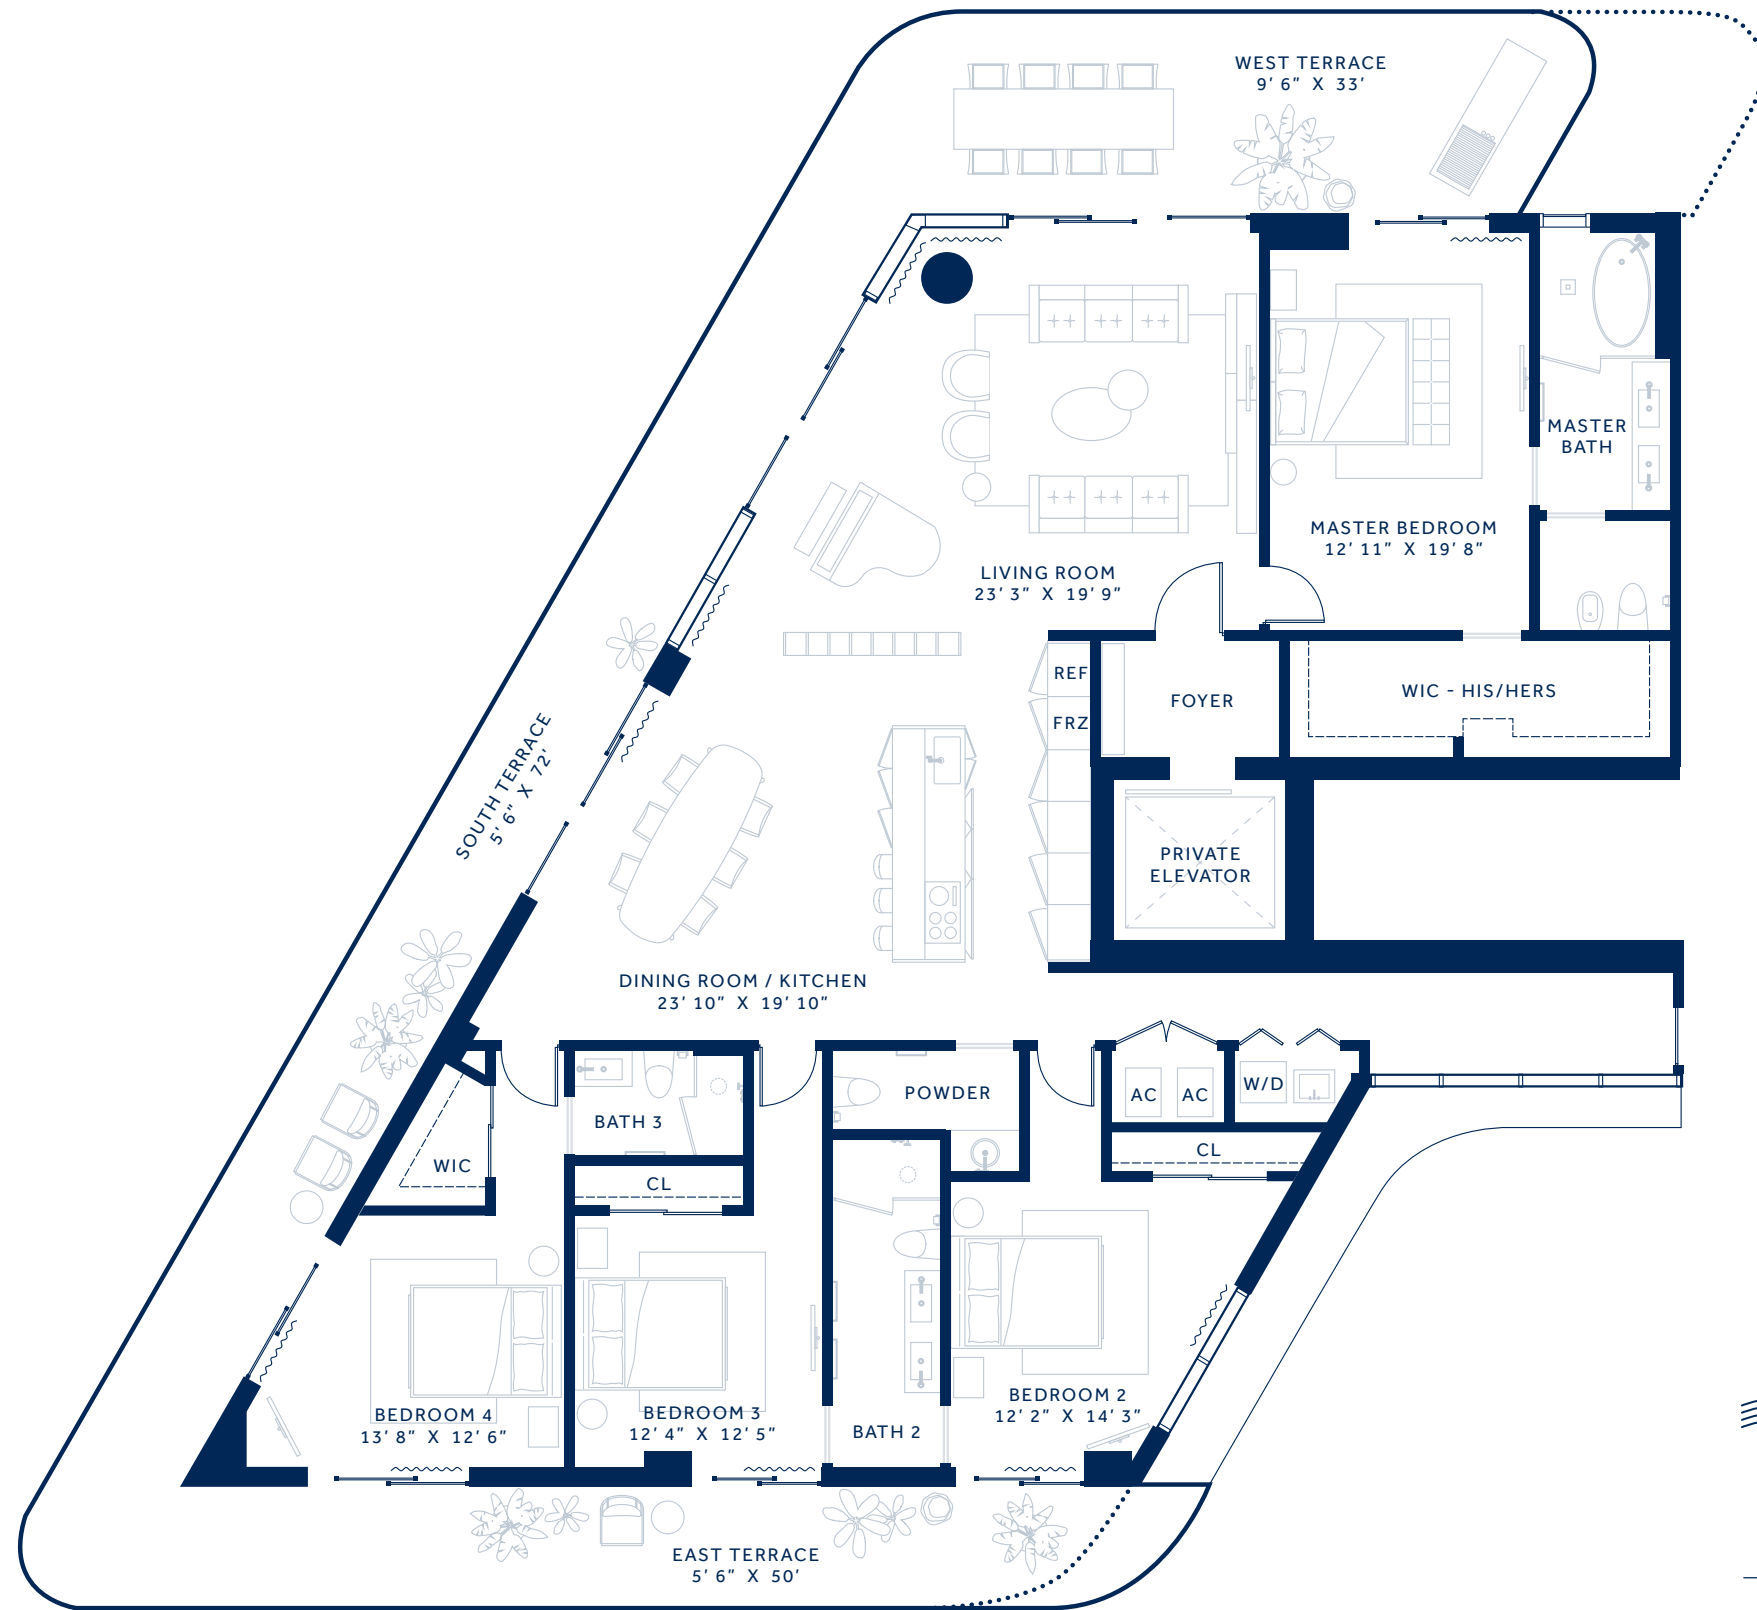 WEST TERRACE
9' 6" X 33'
MASTER
BATH
MASTER BEDROOM
12' 11" X 19' 8"
LIVING ROOM
23' 3" X 19' 9"
REF
FRZ
FOYER
WIC - HIS/HERS
SOUTH TERRACE
5' 6" X 72'
PRIVATE
ELEVATOR
DINING ROOM / KITCHEN
23' 10" X 19' 10"
AC
AC
W/D
POWDER
BATH 3
WIC
CL
CL
BEDROOM 4
13' 8" X 12' 6"
BEDROOM 3
12' 4" X 12' 5"
BATH 2
BEDROOM 2
12' 2" X 14' 3"
EAST TERRACE
5' 6" X 50'